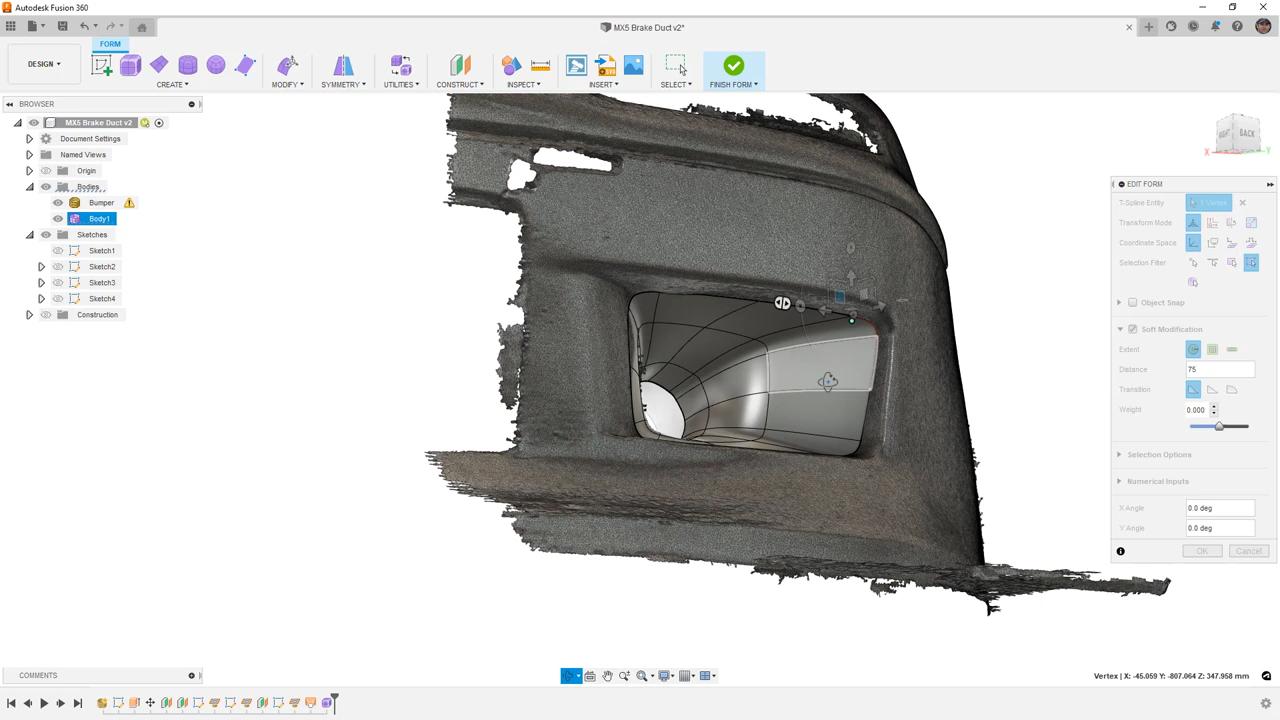 Autodesk Fusion 360
MX5 Brake Duct v2*
FORM
DESIGN
CREATE
MODIFY
SYMMETRY
UTILITIES
CONSTRUCT
INSPECT
INSERT
SELECT
FINISH FORM
BROWSER
MX5 Brake Duct v2
Document Settings
Named Views
Origin
Bodies
Bumper
Body1
Sketches
Sketch1
Sketch2
Sketch3
Sketch4
Construction
RIGHT
BACK
X
Y
EDIT FORM
T-Spline Entity
1 Vertex
Transform Mode
Coordinate Space
Selection Filter
Object Snap
Soft Modification
Extent
Distance
75
Transition
Weight
0.000
Selection Options
Numerical Inputs
X Angle
0.0 deg
Y Angle
0.0 deg
OK
Cancel
COMMENTS
Vertex | X: -45.059 Y: -807.064 Z: 347.958 mm